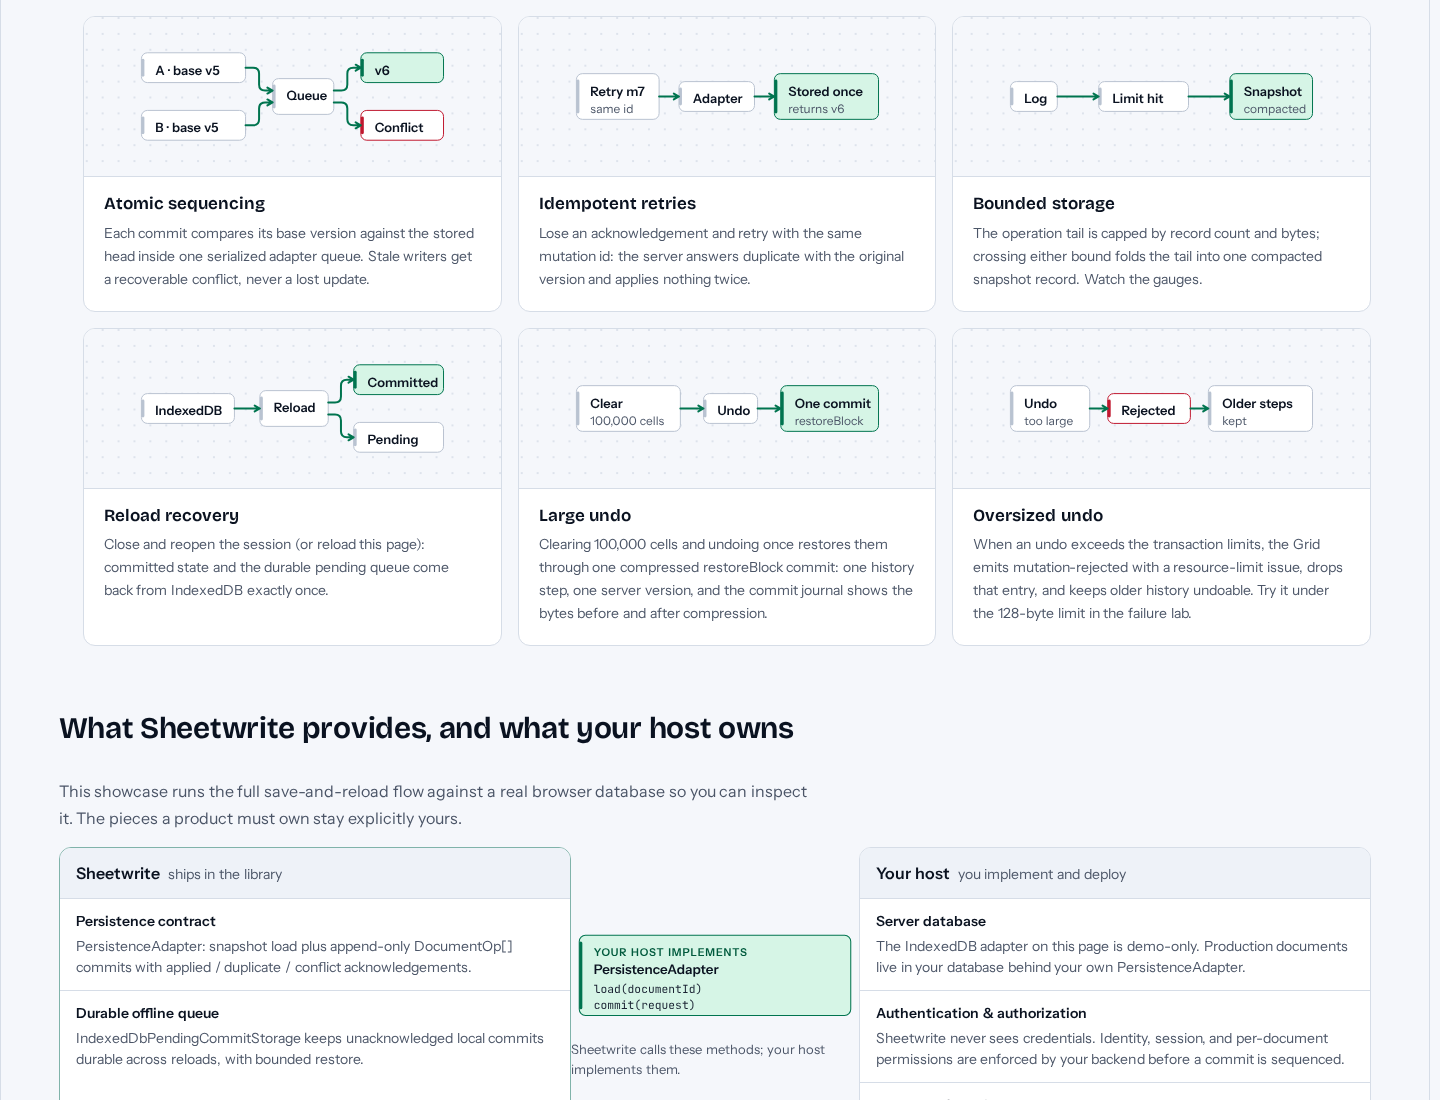 A · base v5
B · base v5
Queue
v6
Conflict
Atomic sequencing
Each commit compares its base version against the stored
head inside one serialized adapter queue. Stale writers get
a recoverable conflict, never a lost update.
Retry m7
same id
Adapter
Stored once
returns v6
Idempotent retries
Lose an acknowledgement and retry with the same
mutation id: the server answers duplicate with the original
version and applies nothing twice.
Log
Limit hit
Snapshot
compacted
Bounded storage
The operation tail is capped by record count and bytes;
crossing either bound folds the tail into one compacted
snapshot record. Watch the gauges.
IndexedDB
Reload
Committed
Pending
Reload recovery
Close and reopen the session (or reload this page):
committed state and the durable pending queue come
back from IndexedDB exactly once.
Clear
100,000 cells
Undo
One commit
restoreBlock
Large undo
Clearing 100,000 cells and undoing once restores them
through one compressed restoreBlock commit: one history
step, one server version, and the commit journal shows the
bytes before and after compression.
Undo
too large
Rejected
Older steps
kept
Oversized undo
When an undo exceeds the transaction limits, the Grid
emits mutation-rejected with a resource-limit issue, drops
that entry, and keeps older history undoable. Try it under
the 128-byte limit in the failure lab.
What Sheetwrite provides, and what your host owns
This showcase runs the full save-and-reload flow against a real browser database so you can inspect
it. The pieces a product must own stay explicitly yours.
Sheetwrite ships in the library
Persistence contract
PersistenceAdapter: snapshot load plus append-only DocumentOp[]
commits with applied / duplicate / conflict acknowledgements.
Durable offline queue
IndexedDbPendingCommitStorage keeps unacknowledged local commits
durable across reloads, with bounded restore.
YOUR HOST IMPLEMENTS
PersistenceAdapter
load(documentId)
commit(request)
Sheetwrite calls these methods; your host
implements them.
Your host you implement and deploy
Server database
The IndexedDB adapter on this page is demo-only. Production documents
live in your database behind your own PersistenceAdapter.
Authentication & authorization
Sheetwrite never sees credentials. Identity, session, and per-document
permissions are enforced by your backend before a commit is sequenced.